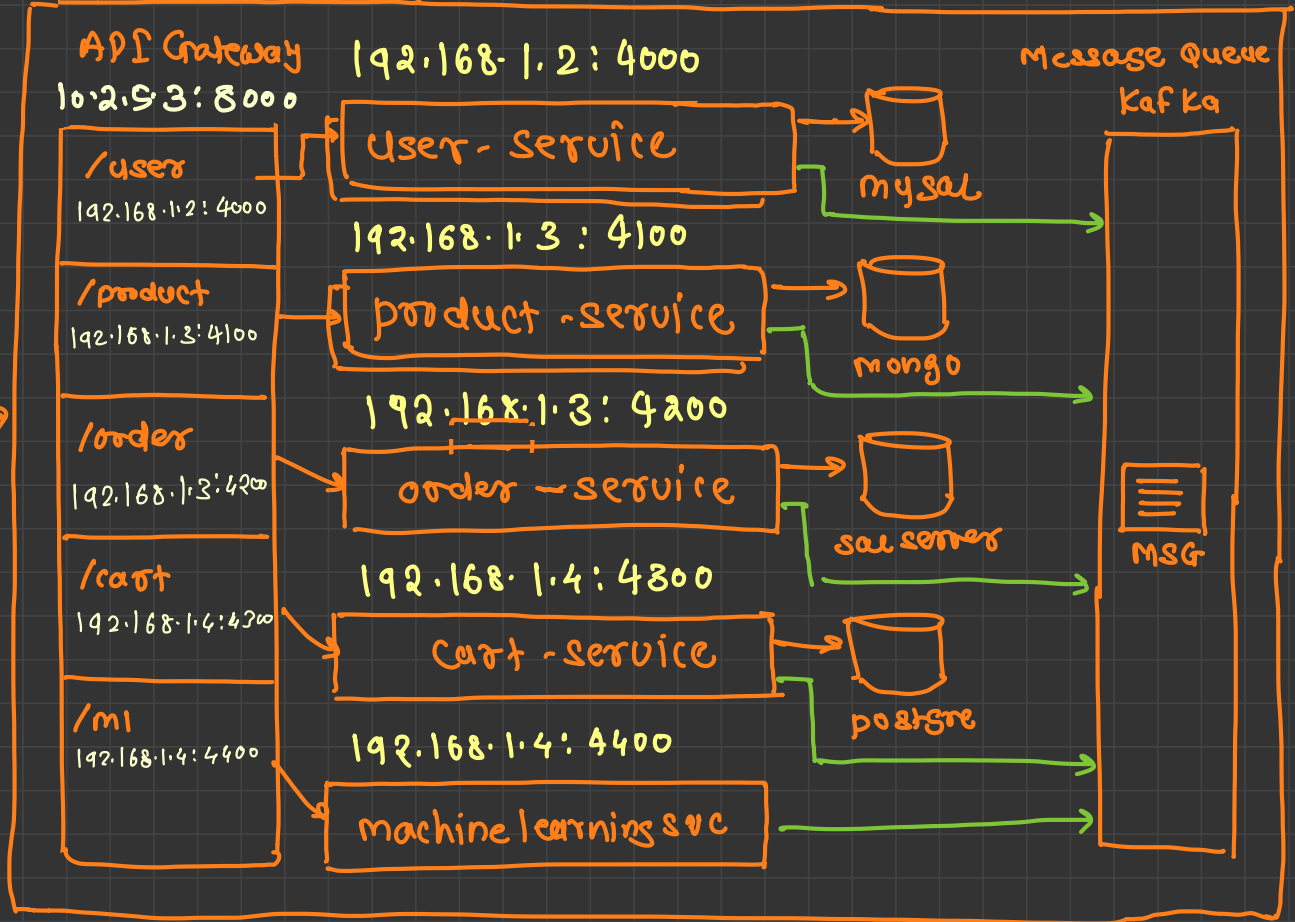 API Gateway
10.2.5.3:8000
/user
192.168.1.2:4000
/product
192.168.1.3:4100
/order
192.168.1.3:4200
/cart
192.168.1.4:4300
/ml
192.168.1.4:4400
192.168.1.2:4000
user-service
192.168.1.3:4100
product-service
192.168.1.3:4200
order-service
192.168.1.4:4300
cart-service
192.168.1.4:4400
machine learning svc
mysql
mongo
sql server
postgre
Message Queue
Kafka
MSG